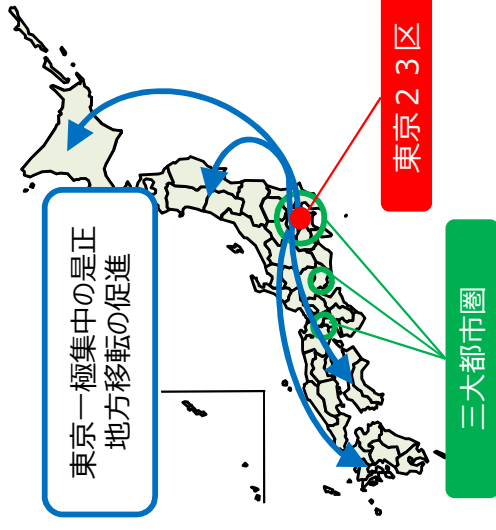 東京一極集中の是正
地方移転の促進
東京２３区
三大都市圏